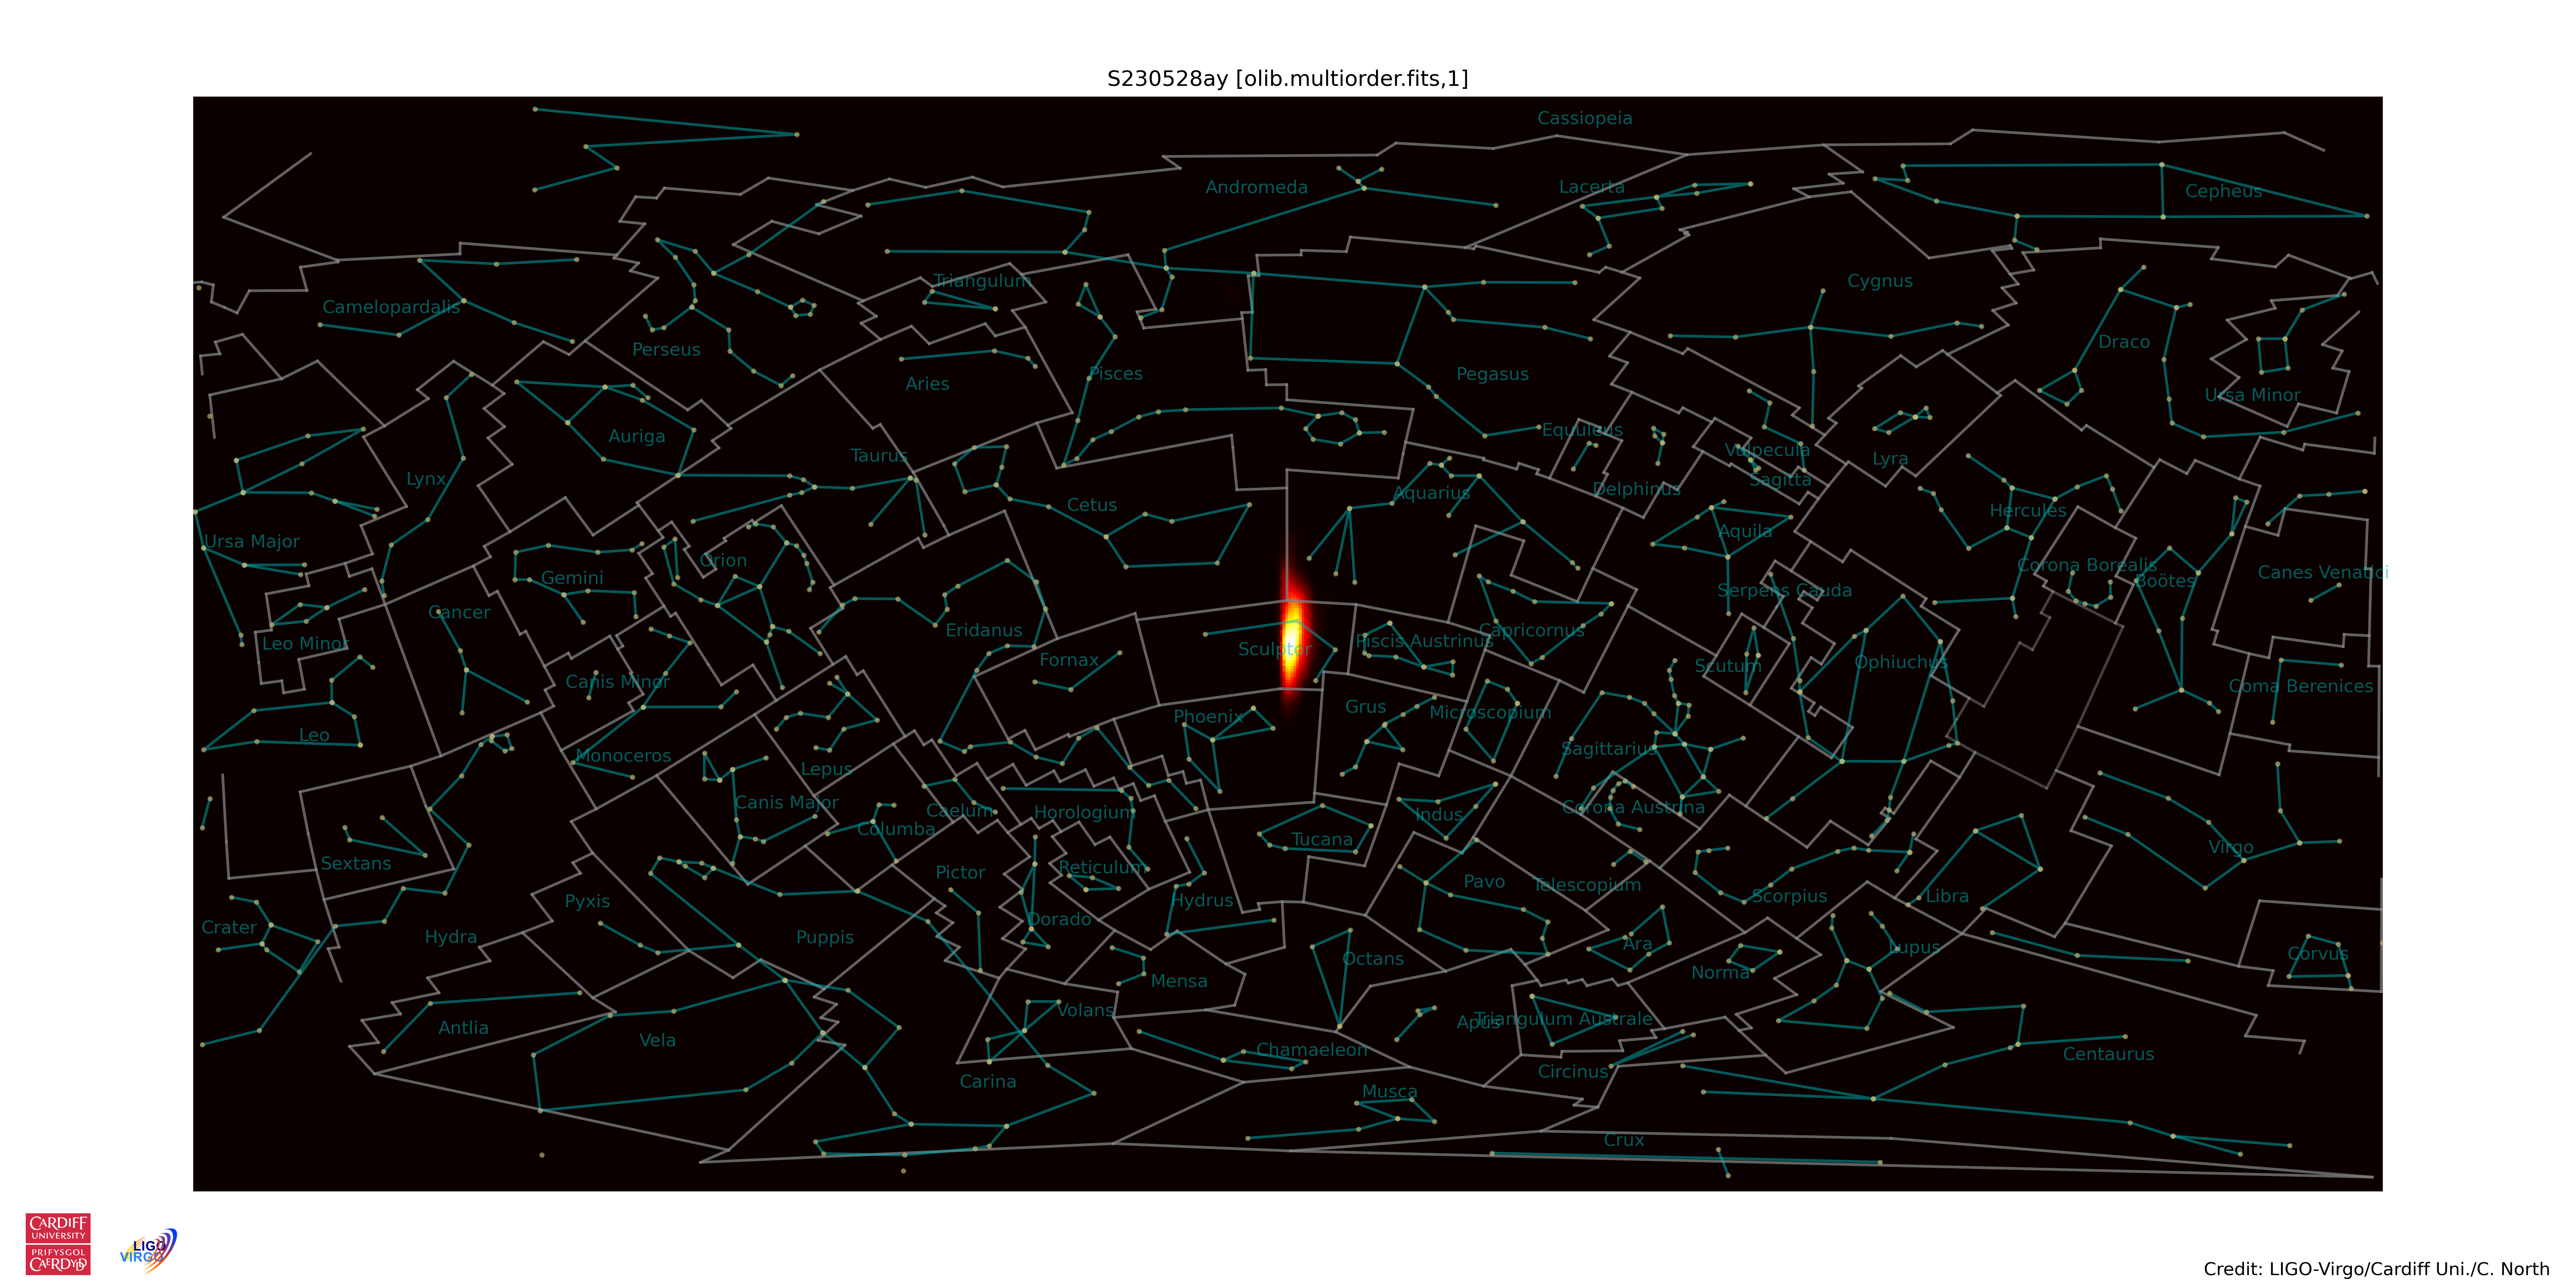 S230528ay [olib.multiorder.fits,1]
Cassiopeia
Andromeda
Lacerta
Cepheus
Triangulum
Cygnus
Camelopardalis
Draco
Perseus
Pisces
Pegasus
Aries
Ursa Minor
Auriga
Equuleus
Vulpecula
Taurus
Lyra
Lynx
Sagitta
Delphinus
Aquarius
Cetus
Hercules
Aquila
Ursa Major
Orion
Corona Borealis
Canes Venatici
Gemini
Boötes
Serpens Cauda
Cancer
Eridanus
Capricornus
Leo Minor
Piscis Austrinus
Sculptor
Fornax
Ophiuchus
Scutum
Canis Minor
Coma Berenices
Grus
Microscopium
Phoenix
Leo
Sagittarius
Monoceros
Lepus
Canis Major
Corona Austrina
Caelum
Horologium
Indus
Columba
Tucana
Virgo
Sextans
Reticulum
Pictor
Pavo
Telescopium
Scorpius
Libra
Pyxis
Hydrus
Dorado
Crater
Hydra
Puppis
Ara
Lupus
Corvus
Octans
Norma
Mensa
Volans
Apus
Triangulum Australe
Antlia
Vela
Chamaeleon
Centaurus
Circinus
Carina
Musca
Crux
CARDIFF
UNIVERSITY
PRIFYSGOL
CAERDYDD
LIGO
VIRGO
Credit: LIGO-Virgo/Cardiff Uni./C. North